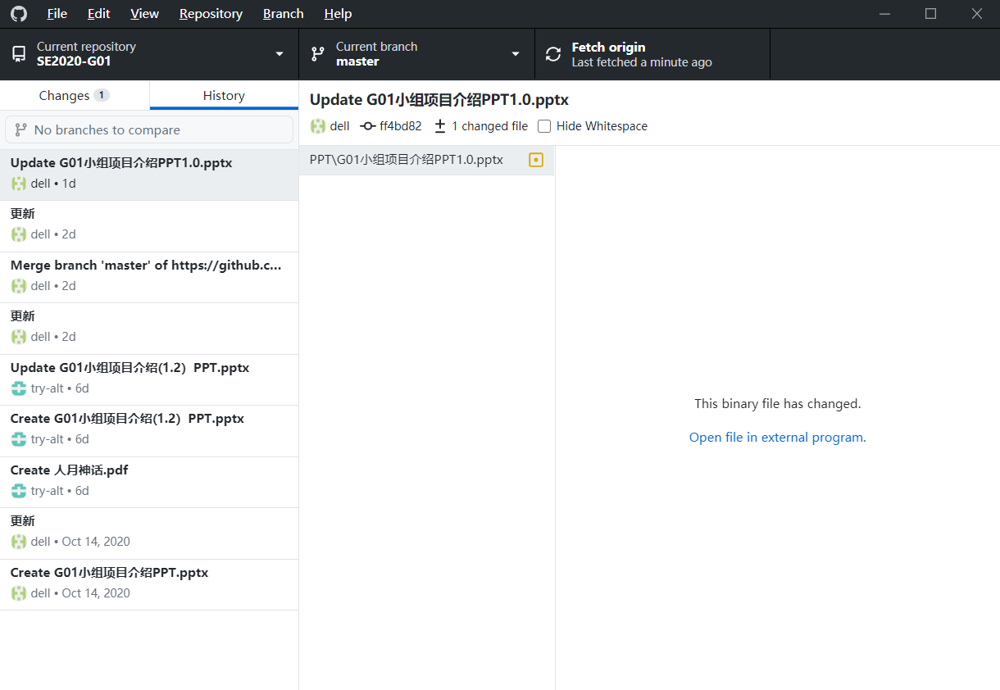 File Edit View Repository Branch Help
Current repository
SE2020-G01
Current branch
master
Fetch origin
Last fetched a minute ago
Changes 1
History
No branches to compare
Update G01小组项目介绍PPT1.0.pptx
dell • 1d
更新
dell • 2d
Merge branch 'master' of https://github.c...
dell • 2d
更新
dell • 2d
Update G01小组项目介绍(1.2）PPT.pptx
try-alt • 6d
Create G01小组项目介绍(1.2）PPT.pptx
try-alt • 6d
Create 人月神话.pdf
try-alt • 6d
更新
dell • Oct 14, 2020
Create G01小组项目介绍PPT.pptx
dell • Oct 14, 2020
Update G01小组项目介绍PPT1.0.pptx
dell ff4bd82 1 changed file Hide Whitespace
PPT\G01小组项目介绍PPT1.0.pptx
This binary file has changed.
Open file in external program.